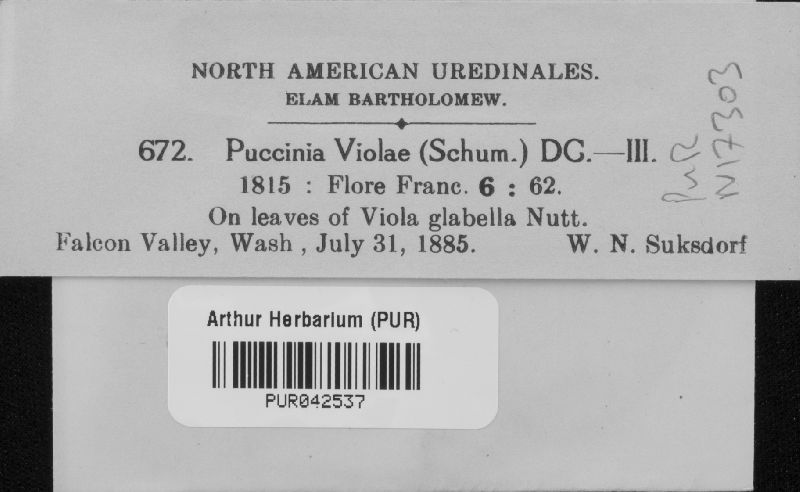 NORTH AMERICAN UREDINALES.
ELAM BARTHOLOMEW.
672. Puccinia Violae (Schum.) DC.—III.
1815 : Flore Franc. 6 : 62.
On leaves of Viola glabella Nutt.
Falcon Valley, Wash , July 31, 1885. W. N. Suksdorf
PUR
N17303
Arthur Herbarium (PUR)
PUR042537